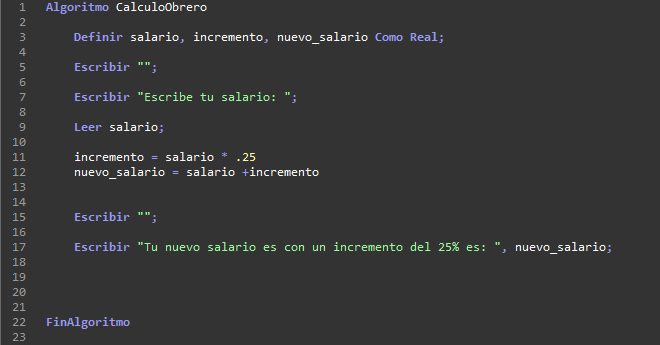 1 Algoritmo CalculoObrero
2
3 Definir salario, incremento, nuevo_salario Como Real;
4
5 Escribir "";
6
7 Escribir "Escribe tu salario: ";
8
9 Leer salario;
10
11 incremento = salario * .25
12 nuevo_salario = salario +incremento
13
14
15 Escribir "";
16
17 Escribir "Tu nuevo salario es con un incremento del 25% es: ", nuevo_salario;
18
19
20
21
22 FinAlgoritmo
23